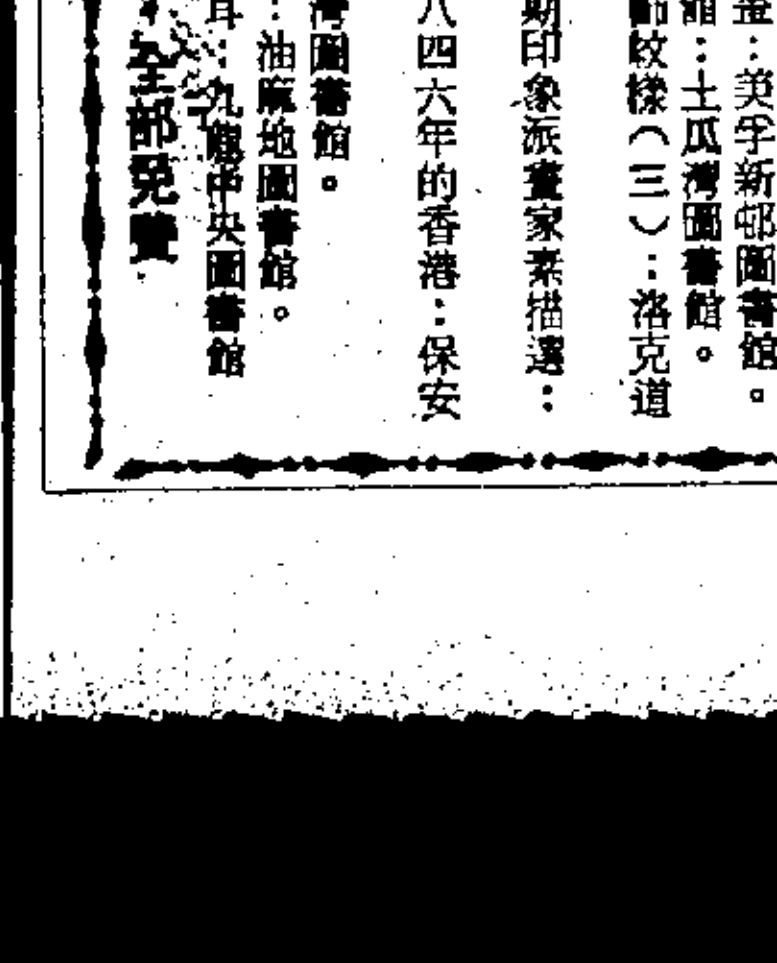 ：美孚新邨圖書館。
：土瓜灣圖書館。
飾紋樣（三）：洛克道
期印象派畫家素描選：
八四六年的香港：保安
灣圖書館。
：油麻地圖書館。
耳：九龍中央圖書館
全部免費